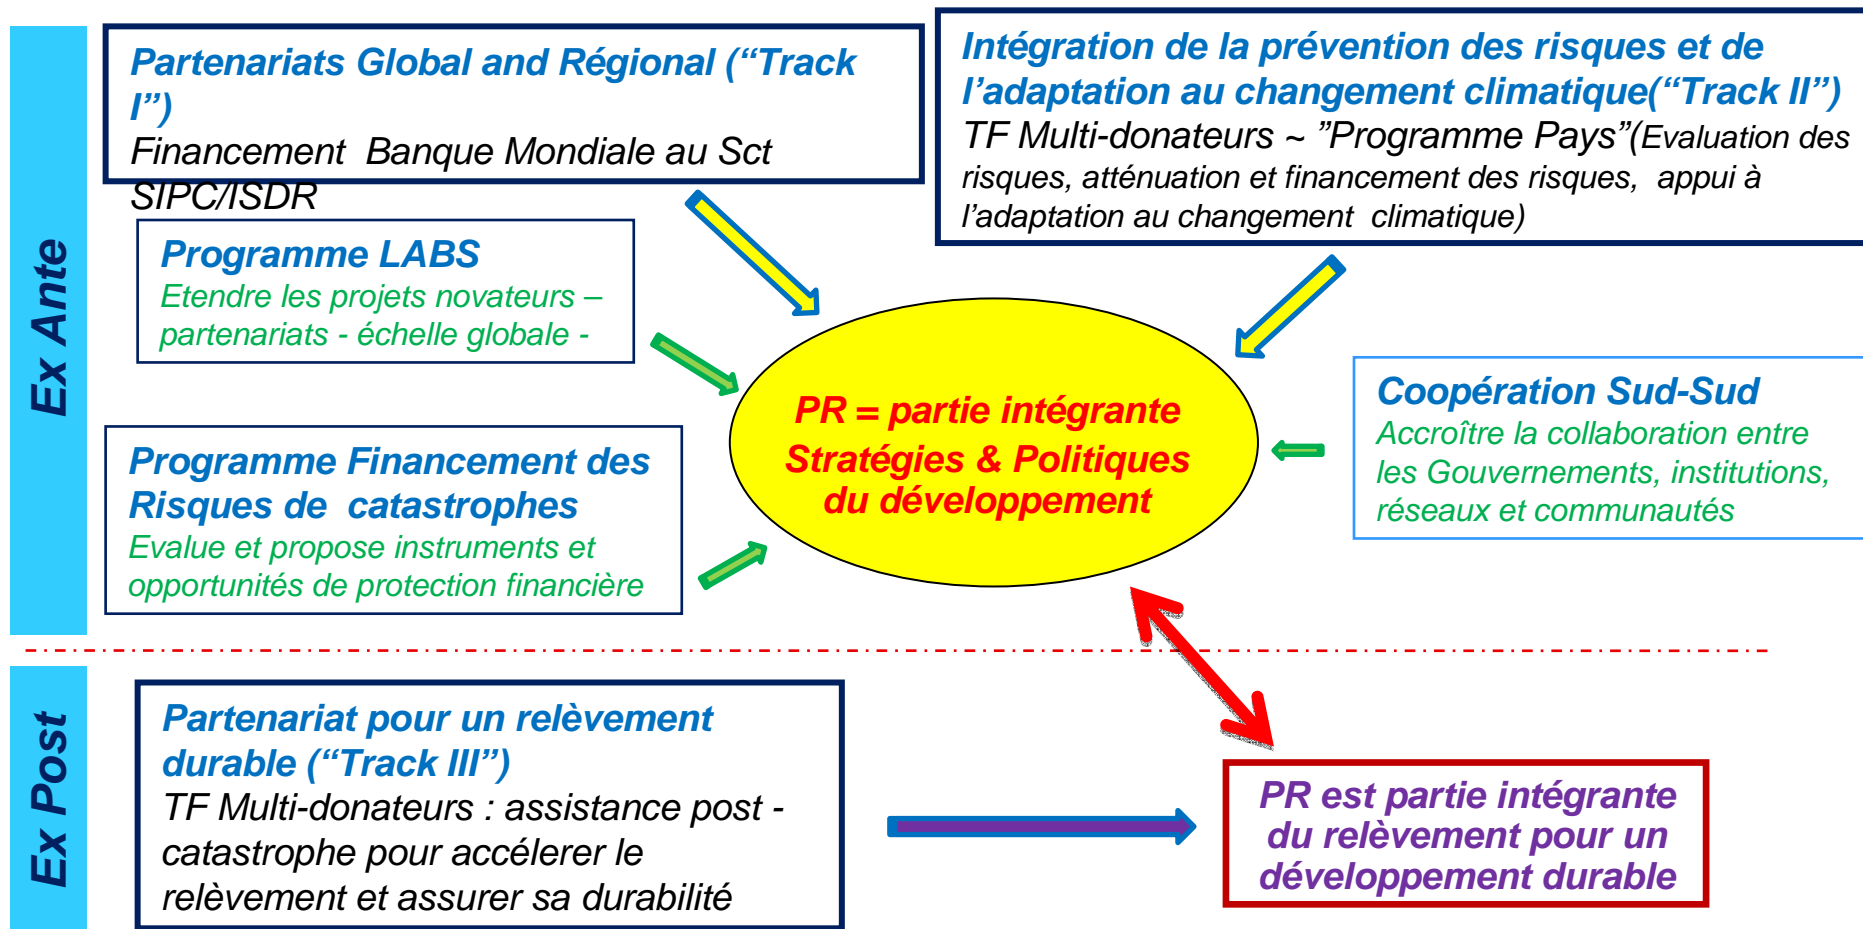 Ex Ante
Partenariats Global and Régional (“Track
I”)
Financement  Banque Mondiale au Sct
SIPC/ISDR
Intégration de la prévention des risques et de
l’adaptation au changement climatique(“Track II”)
TF Multi-donateurs ~ ”Programme Pays”(Evaluation des
risques, atténuation et financement des risques,  appui à
l’adaptation au changement  climatique)
Programme LABS
Etendre les projets novateurs –
partenariats - échelle globale -
Programme Financement des
Risques de  catastrophes
Evalue et propose instruments et
opportunités de protection financière
PR = partie intégrante
Stratégies & Politiques
du développement
Coopération Sud-Sud
Accroître la collaboration entre
les Gouvernements, institutions,
réseaux et communautés
Ex Post
Partenariat pour un relèvement
durable (“Track III”)
TF Multi-donateurs : assistance post -
catastrophe pour accélerer le
relèvement et assurer sa durabilité
PR est partie intégrante
du relèvement pour un
développement durable